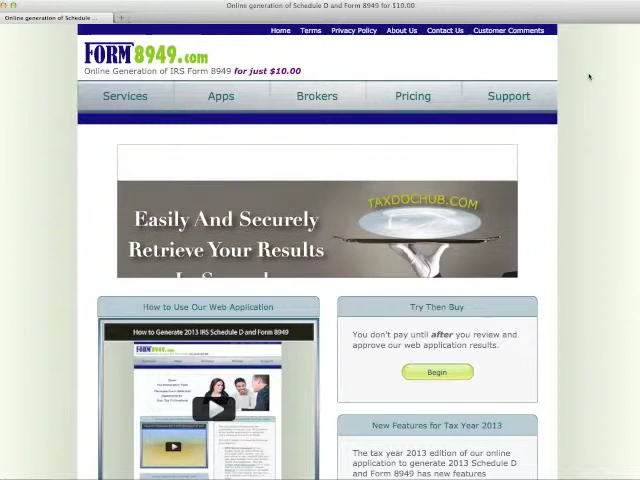 Online generation of Schedule D and Form 8949 for $10.00
Online generation of Schedule ...
Home Terms Privacy Policy About Us Contact Us Customer Comments
FORM8949.com
Online Generation of IRS Form 8949 for just $10.00
Services Apps Brokers Pricing Support
TAXDOCHUB.COM
Easily And Securely
Retrieve Your Results
How to Use Our Web Application
How to Generate 2013 IRS Schedule D and Form 8949
FORM8949.com
Try Then Buy
You don't pay until after you review and
approve our web application results.
Begin
New Features for Tax Year 2013
The tax year 2013 edition of our online
application to generate 2013 Schedule D
and Form 8949 has new features